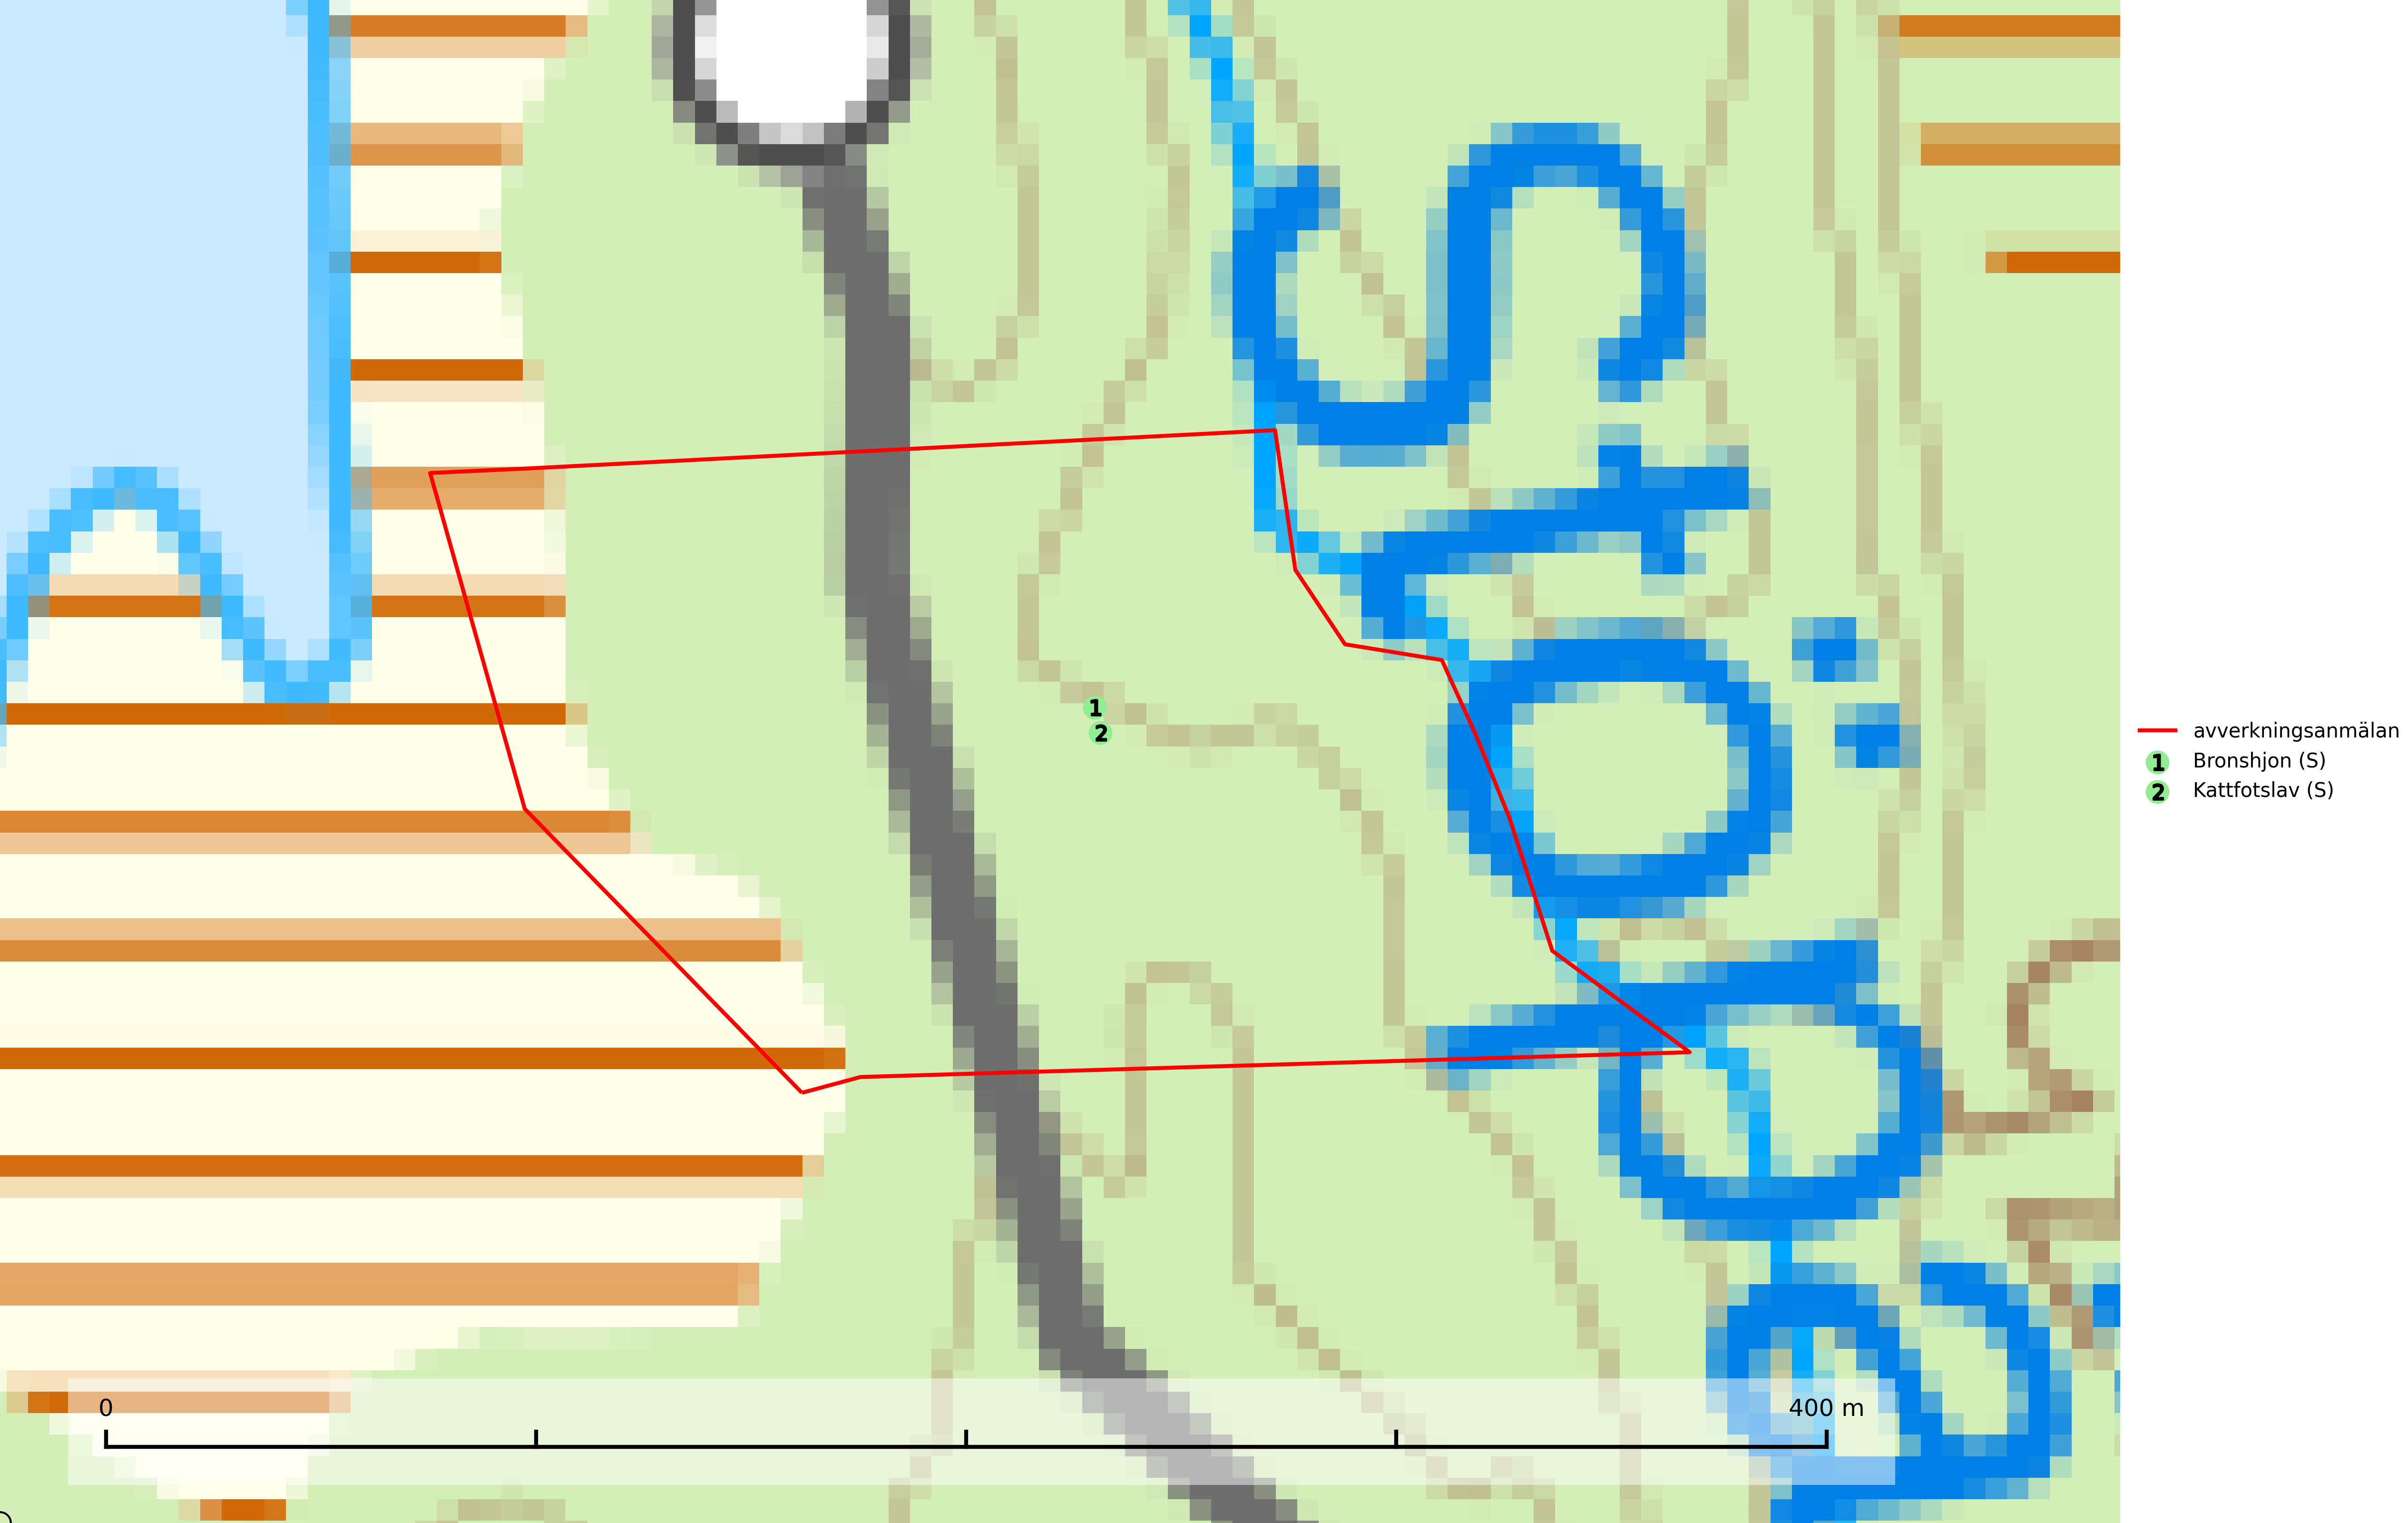 1
2
avverkningsanmälan
1 Bronshjon (S)
2 Kattfotslav (S)
0 400 m